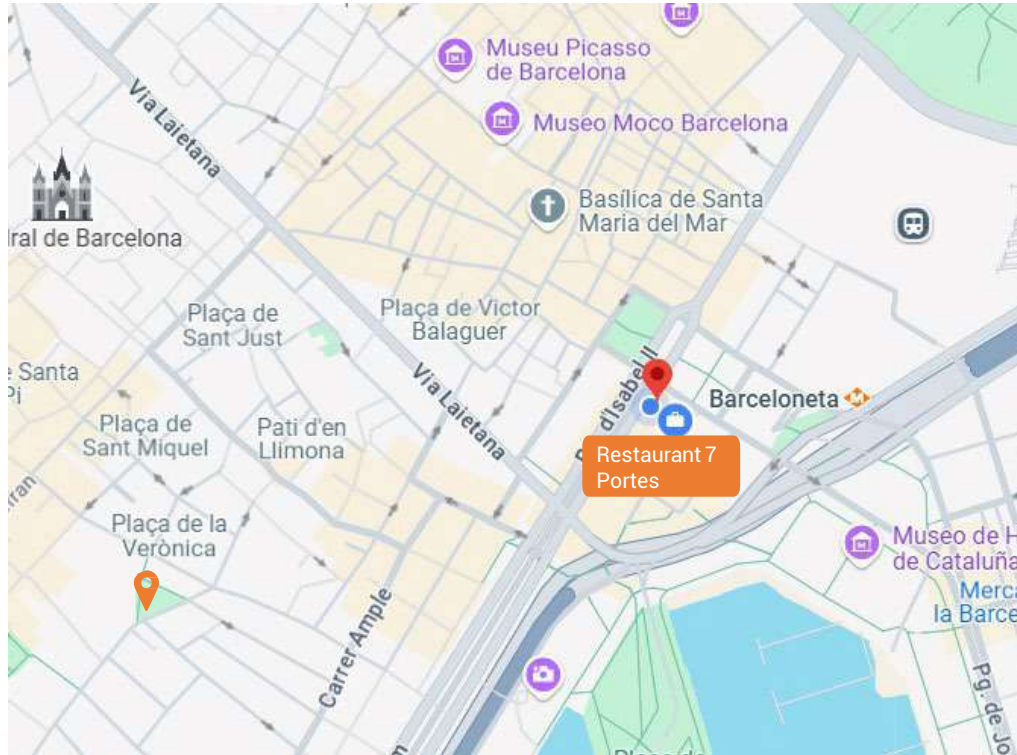 Museu Picasso
de Barcelona
Via Laietana
Museo Moco Barcelona
Basílica de Santa
Maria del Mar
dral de Barcelona
Plaça de
Sant Just
Plaça de Victor
Balaguer
d'Isabel II
Santa
Pi
Via Laietana
Barceloneta
M
Plaça de
Sant Miquel
Pati d'en
Llimona
Restaurant 7
Portes
Plaça de la
Verònica
Museo de H
de Cataluña
Merca
la Barce
Carrer Ample
Pg. de Jo